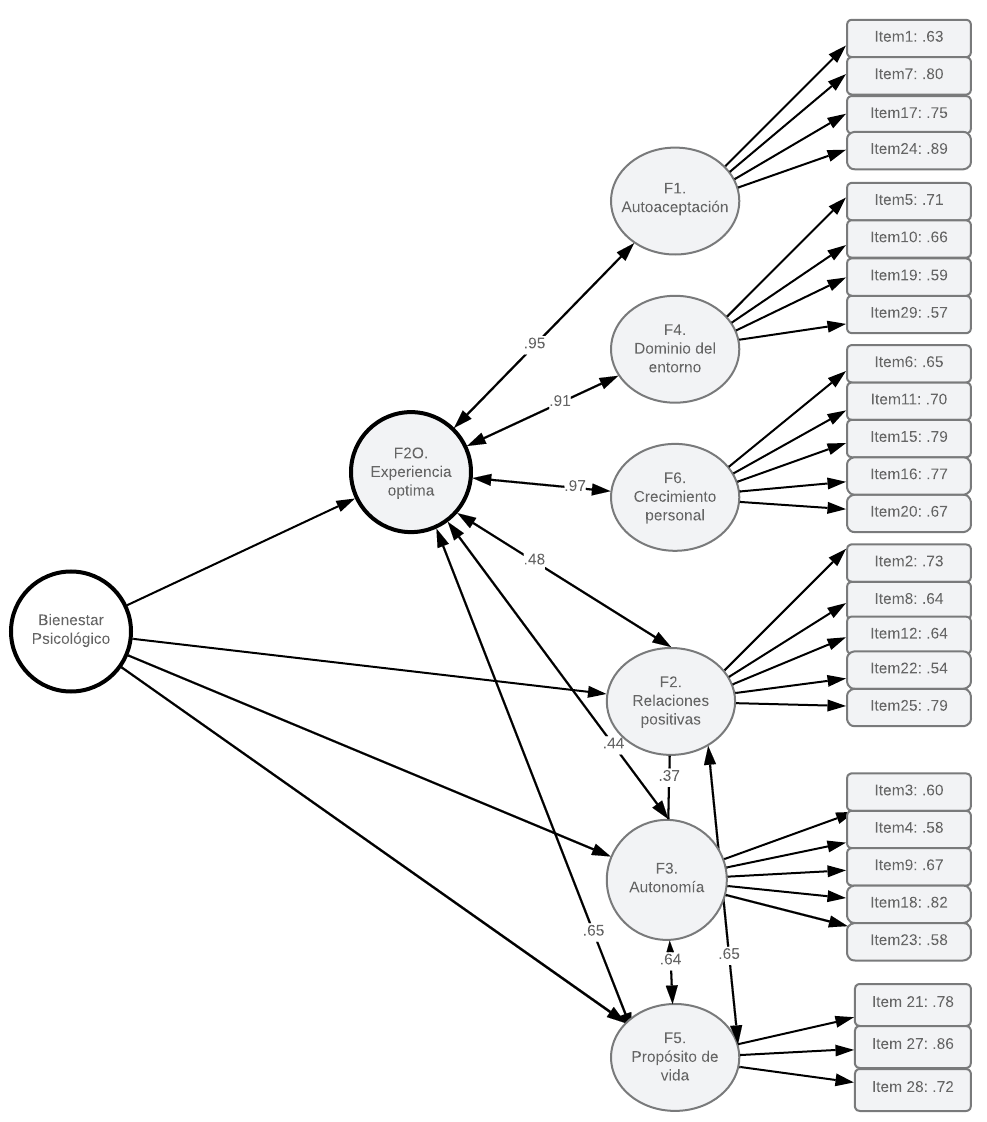 Item1: .63
Item7: .80
Item17: .75
Item24: .89
F1.
Autoaceptación
Item5: .71
Item10: .66
Item19: .59
Item29: .57
F4.
Dominio del
entorno
.95
.91
Item6: .65
Item11: .70
Item15: .79
Item16: .77
Item20: .67
F2O.
Experiencia
optima
.97
F6.
Crecimiento
personal
.48
Item2: .73
Item8: .64
Item12: .64
Item22: .54
Item25: .79
Bienestar
Psicológico
F2.
Relaciones
positivas
.44
.37
Item3: .60
Item4: .58
Item9: .67
Item18: .82
Item23: .58
F3.
Autonomía
.65
.64
.65
Item 21: .78
Item 27: .86
Item 28: .72
F5.
Propósito de
vida